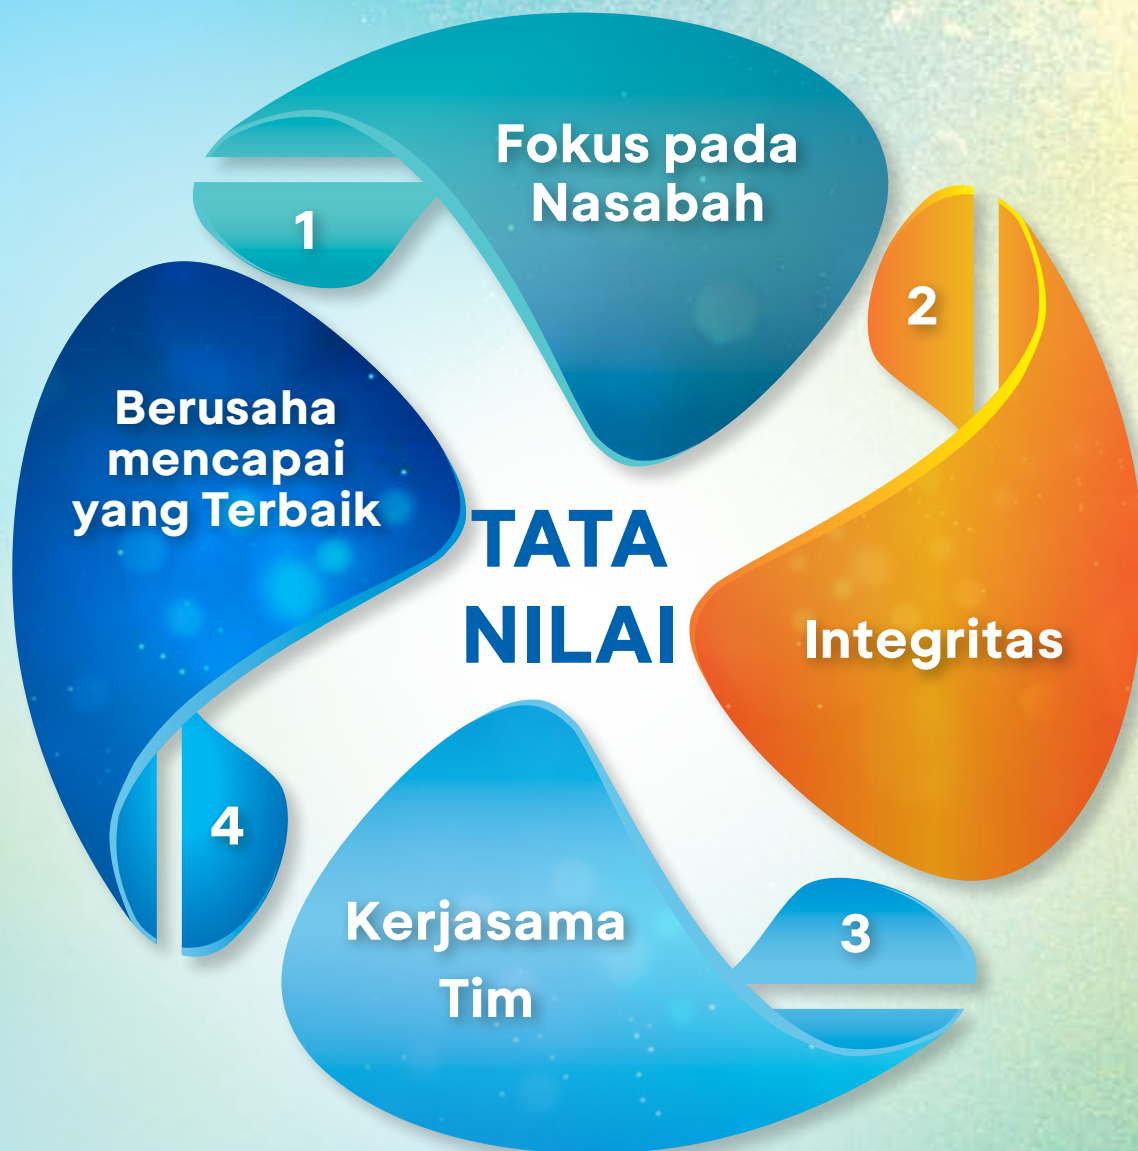 1
Fokus pada
Nasabah
2
Integritas
3
Kerjasama
Tim
4
Berusaha
mencapai
yang Terbaik
TATA
NILAI